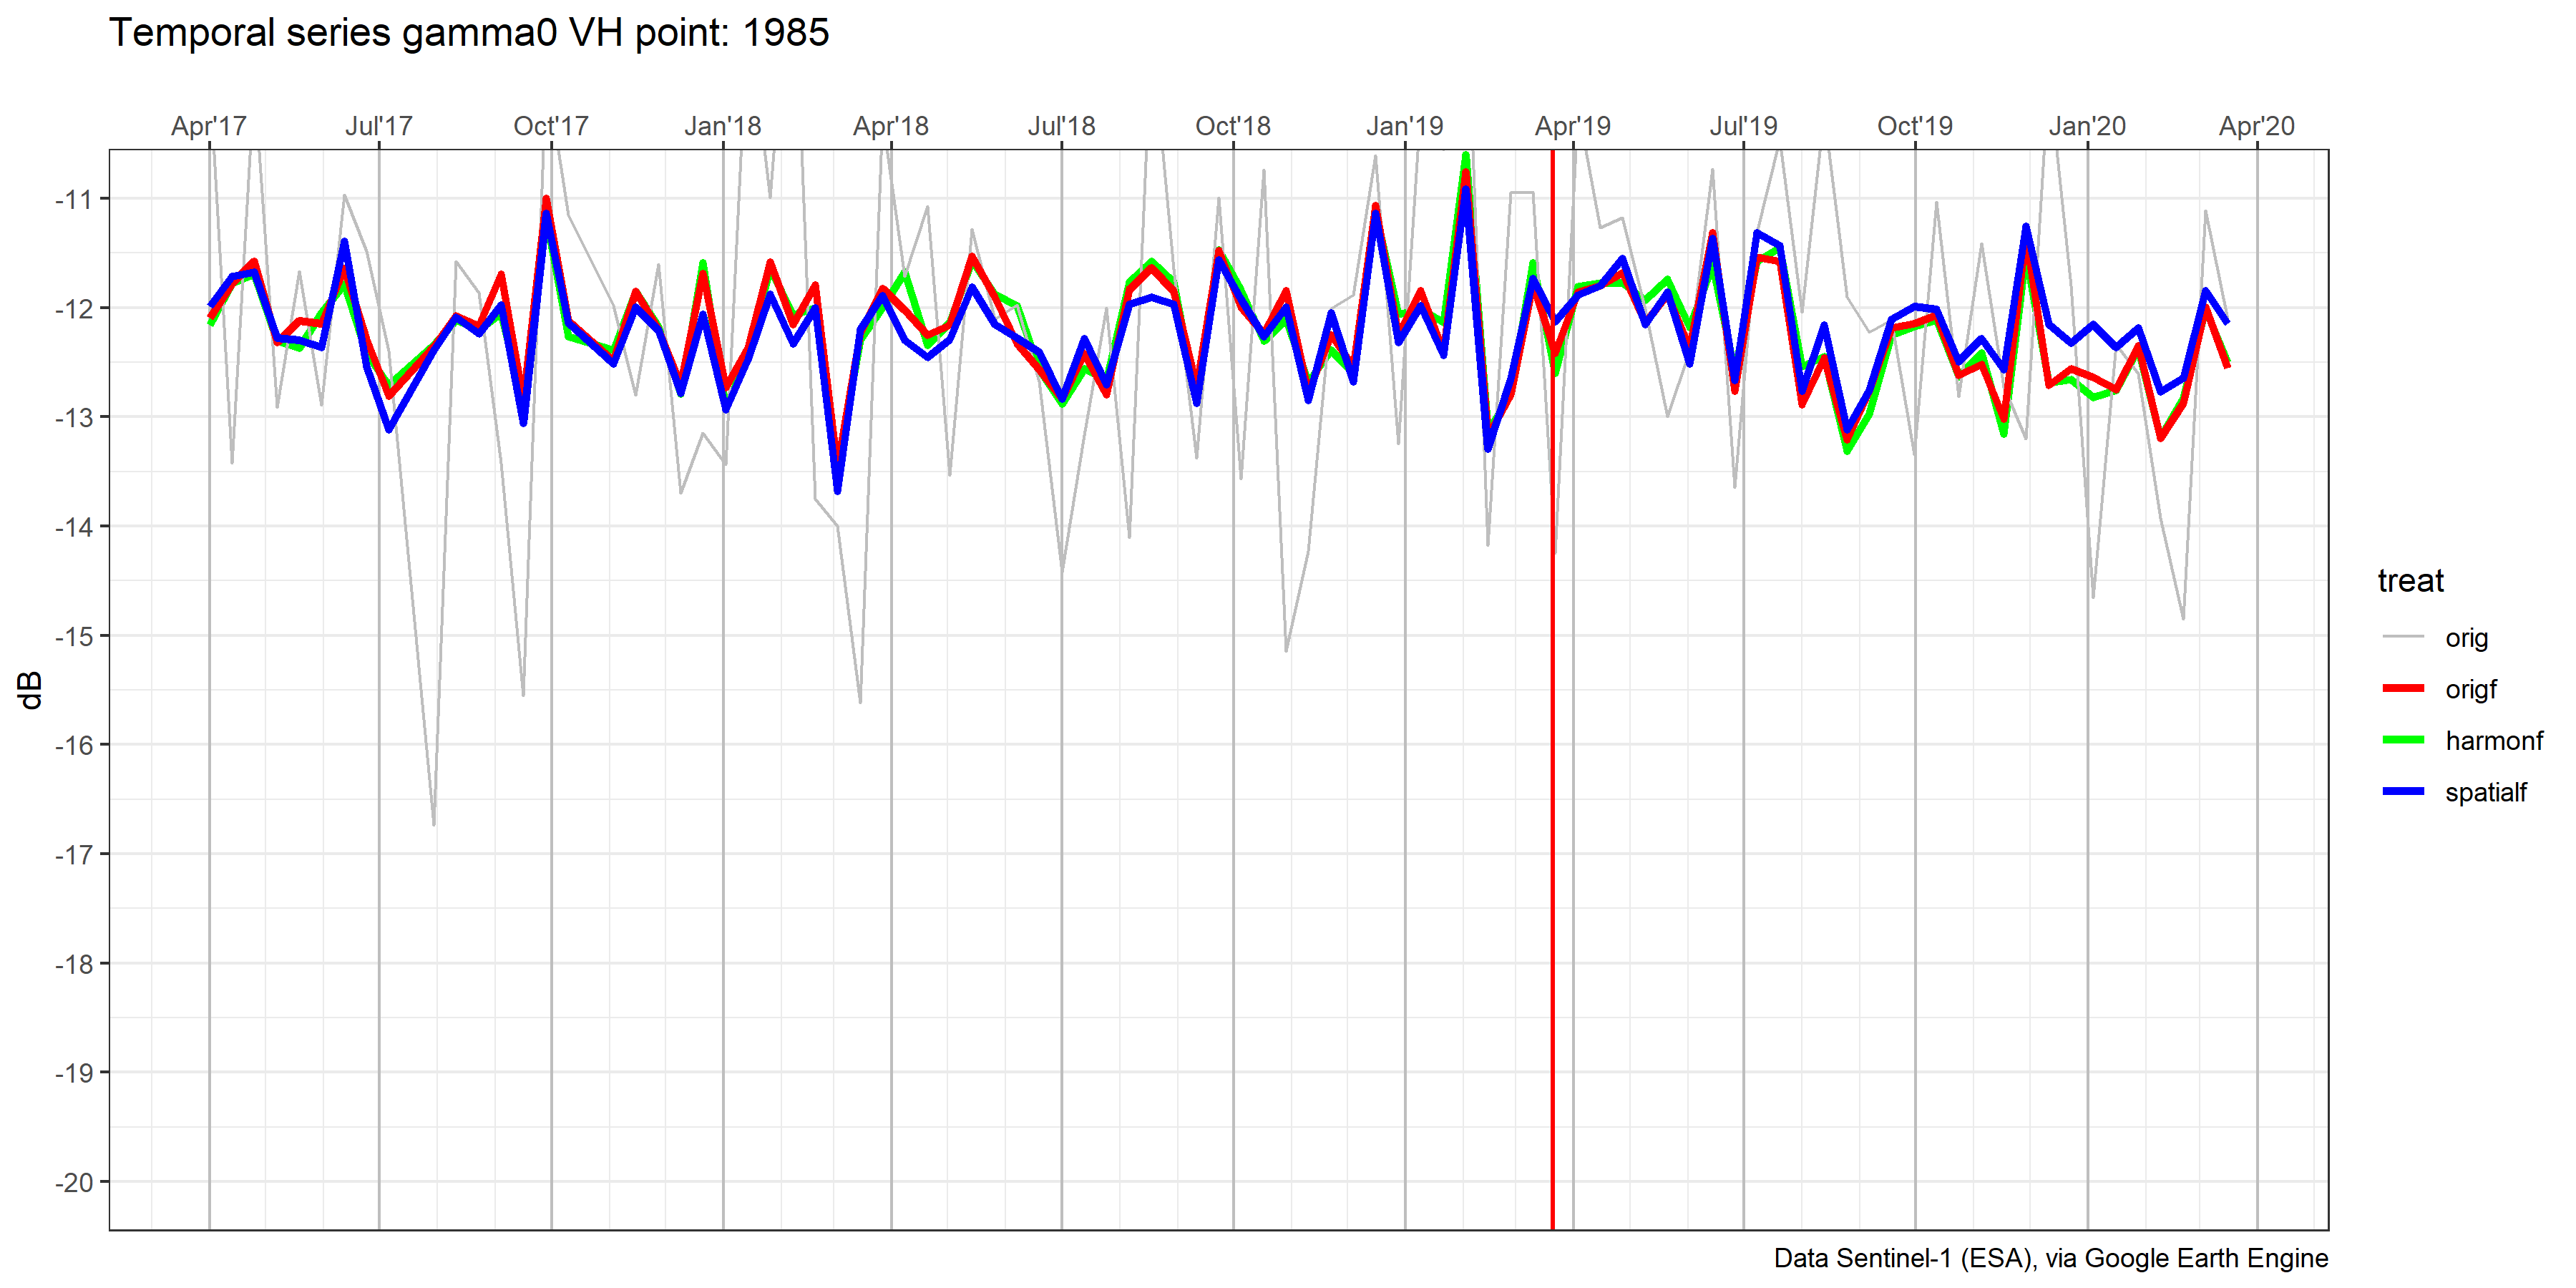 Temporal series gamma0 VH point: 1985
Apr'17 Jul'17 Oct'17 Jan'18 Apr'18 Jul'18 Oct'18 Jan'19 Apr'19 Jul'19 Oct'19 Jan'20 Apr'20
-11
-12
-13
-14
-15
-16
-17
-18
-19
-20
dB
treat
orig
origf
harmonf
spatialf
Data Sentinel-1 (ESA), via Google Earth Engine